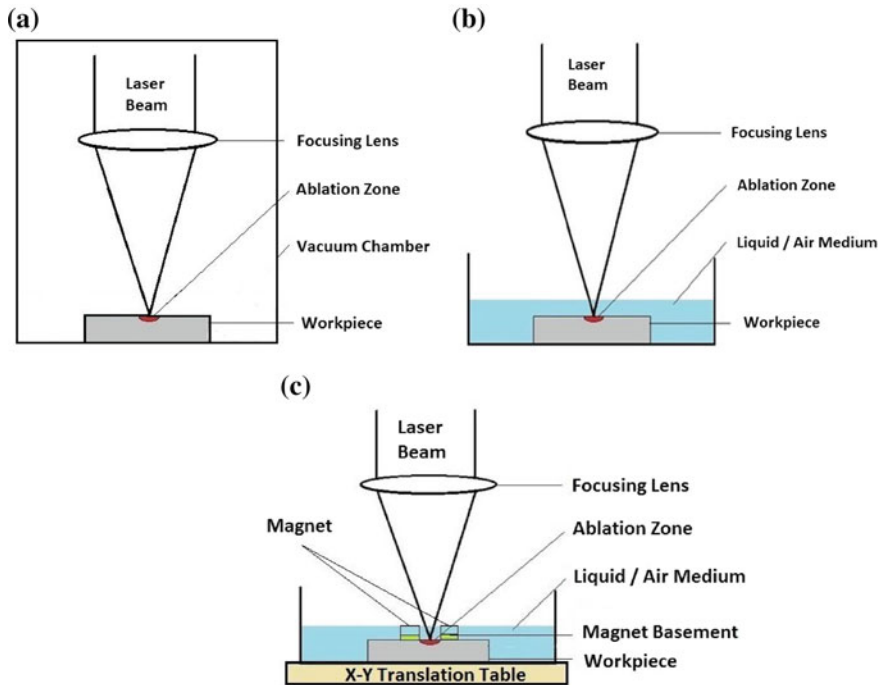 (a)
Laser
Beam
Focusing Lens
Ablation Zone
Vacuum Chamber
Workpiece
(b)
Laser
Beam
Focusing Lens
Ablation Zone
Liquid / Air Medium
Workpiece
(c)
Laser
Beam
Focusing Lens
Magnet
Ablation Zone
Liquid / Air Medium
Magnet Basement
Workpiece
X-Y Translation Table